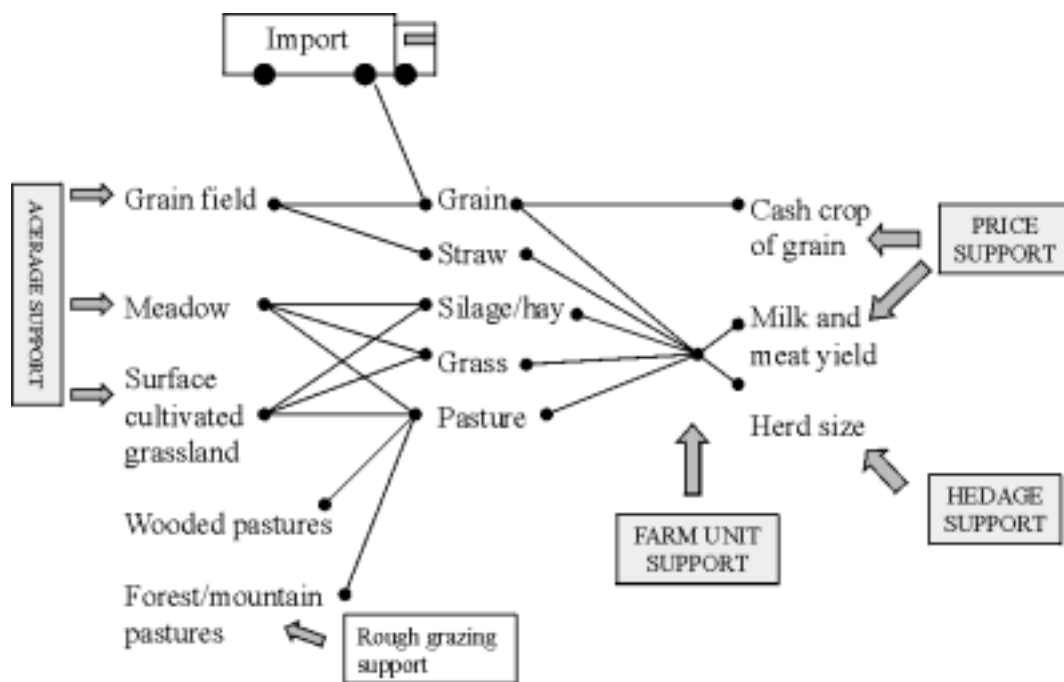 Import
ACERAGE SUPPORT
Grain field
Meadow
Surface
cultivated
grassland
Wooded pastures
Forest/mountain
pastures
Rough grazing
support
Grain
Straw
Silage/hay
Grass
Pasture
Cash crop
of grain
Milk and
meat yield
Herd size
PRICE
SUPPORT
HEDAGE
SUPPORT
FARM UNIT
SUPPORT